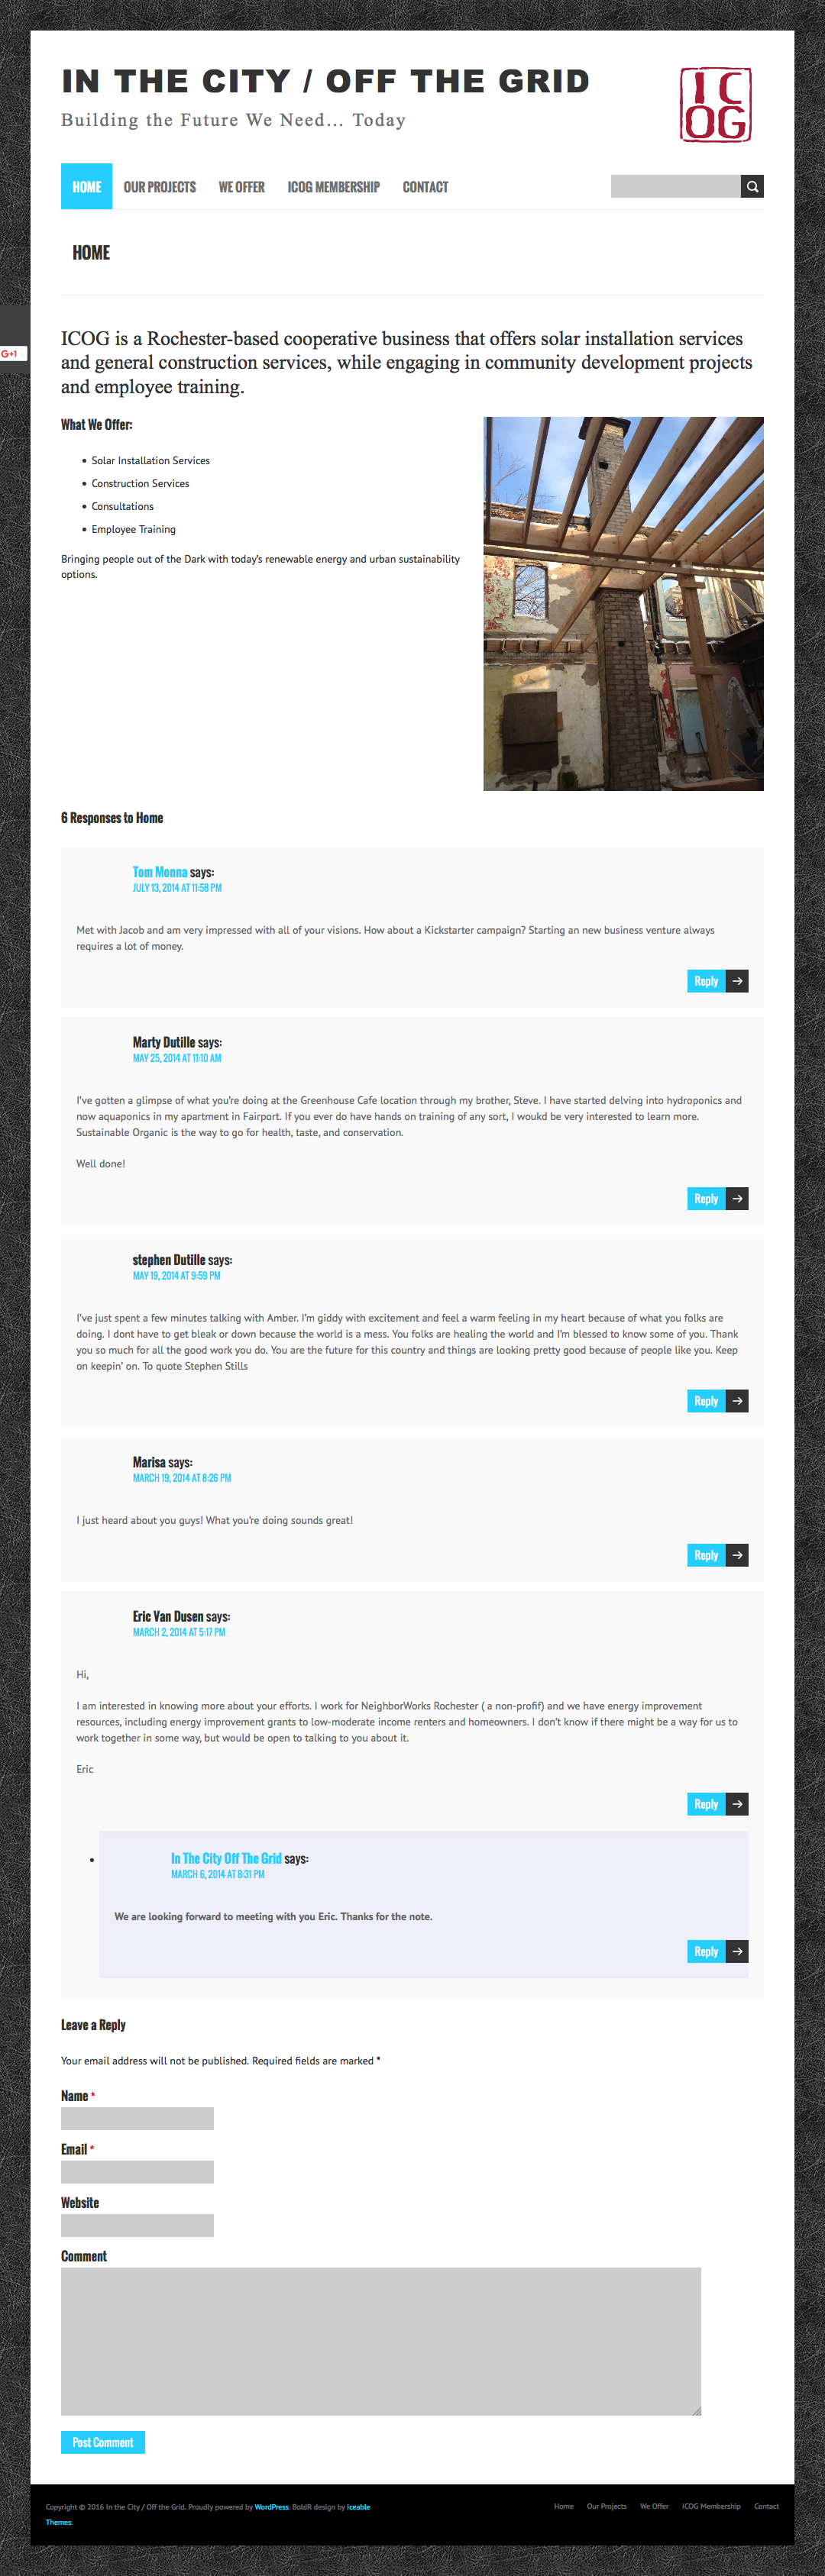 IN THE CITY / OFF THE GRID
Building the Future We Need... Today
IC
OG
HOME
OUR PROJECTS
WE OFFER
ICOG MEMBERSHIP
CONTACT
HOME
G+1
ICOG is a Rochester-based cooperative business that offers solar installation services
and general construction services, while engaging in community development projects
and employee training.
What We Offer:
• Solar Installation Services
• Construction Services
• Consultations
• Employee Training
Bringing people out of the Dark with today's renewable energy and urban sustainability
options.
6 Responses to Home
Tom Monna says:
JULY 13, 2014 AT 11:58 PM
Met with Jacob and am very impressed with all of your visions. How about a Kickstarter campaign? Starting an new business venture always
requires a lot of money.
Reply →
Marty Dutille says:
MAY 25, 2014 AT 11:10 AM
I've gotten a glimpse of what you're doing at the Greenhouse Cafe location through my brother, Steve. I have started delving into hydroponics and
now aquaponics in my apartment in Fairport. If you ever do have hands on training of any sort, I woukd be very interested to learn more.
Sustainable Organic is the way to go for health, taste, and conservation.
Well done!
Reply →
stephen Dutille says:
MAY 19, 2014 AT 9:59 PM
I've just spent a few minutes talking with Amber. I'm giddy with excitement and feel a warm feeling in my heart because of what you folks are
doing. I dont have to get bleak or down because the world is a mess. You folks are healing the world and I'm blessed to know some of you. Thank
you so much for all the good work you do. You are the future for this country and things are looking pretty good because of people like you. Keep
on keepin' on. To quote Stephen Stills
Reply →
Marisa says:
MARCH 19, 2014 AT 8:26 PM
I just heard about you guys! What you're doing sounds great!
Reply →
Eric Van Dusen says:
MARCH 2, 2014 AT 5:17 PM
Hi,
I am interested in knowing more about your efforts. I work for NeighborWorks Rochester ( a non-profif) and we have energy improvement
resources, including energy improvement grants to low-moderate income renters and homeowners. I don't know if there might be a way for us to
work together in some way, but would be open to talking to you about it.
Eric
Reply →
In The City Off The Grid says:
MARCH 6, 2014 AT 8:31 PM
We are looking forward to meeting with you Eric. Thanks for the note.
Reply →
Leave a Reply
Your email address will not be published. Required fields are marked *
Name *
Email *
Website
Comment
Post Comment
Copyright © 2016 In the City / Off the Grid. Proudly powered by WordPress. BoldR design by Iceable
Themes.
Home
Our Projects
We Offer
ICOG Membership
Contact